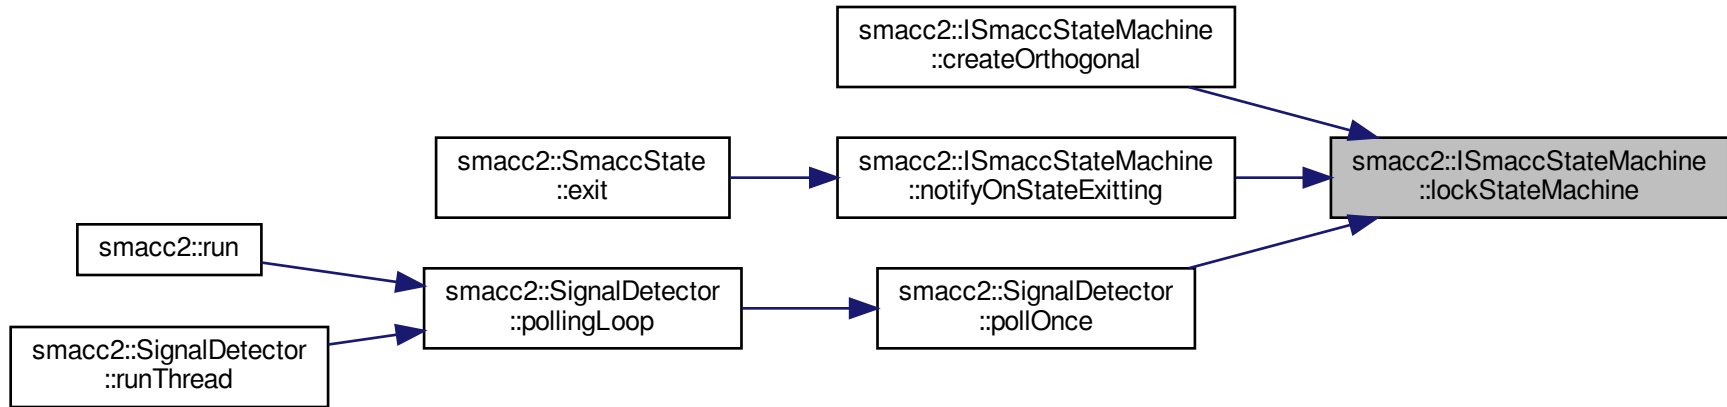 smacc2::ISmaccStateMachine
::createOrthogonal
smacc2::SmaccState
::exit
smacc2::ISmaccStateMachine
::notifyOnStateExitting
smacc2::ISmaccStateMachine
::lockStateMachine
smacc2::run
smacc2::SignalDetector
::pollingLoop
smacc2::SignalDetector
::pollOnce
smacc2::SignalDetector
::runThread